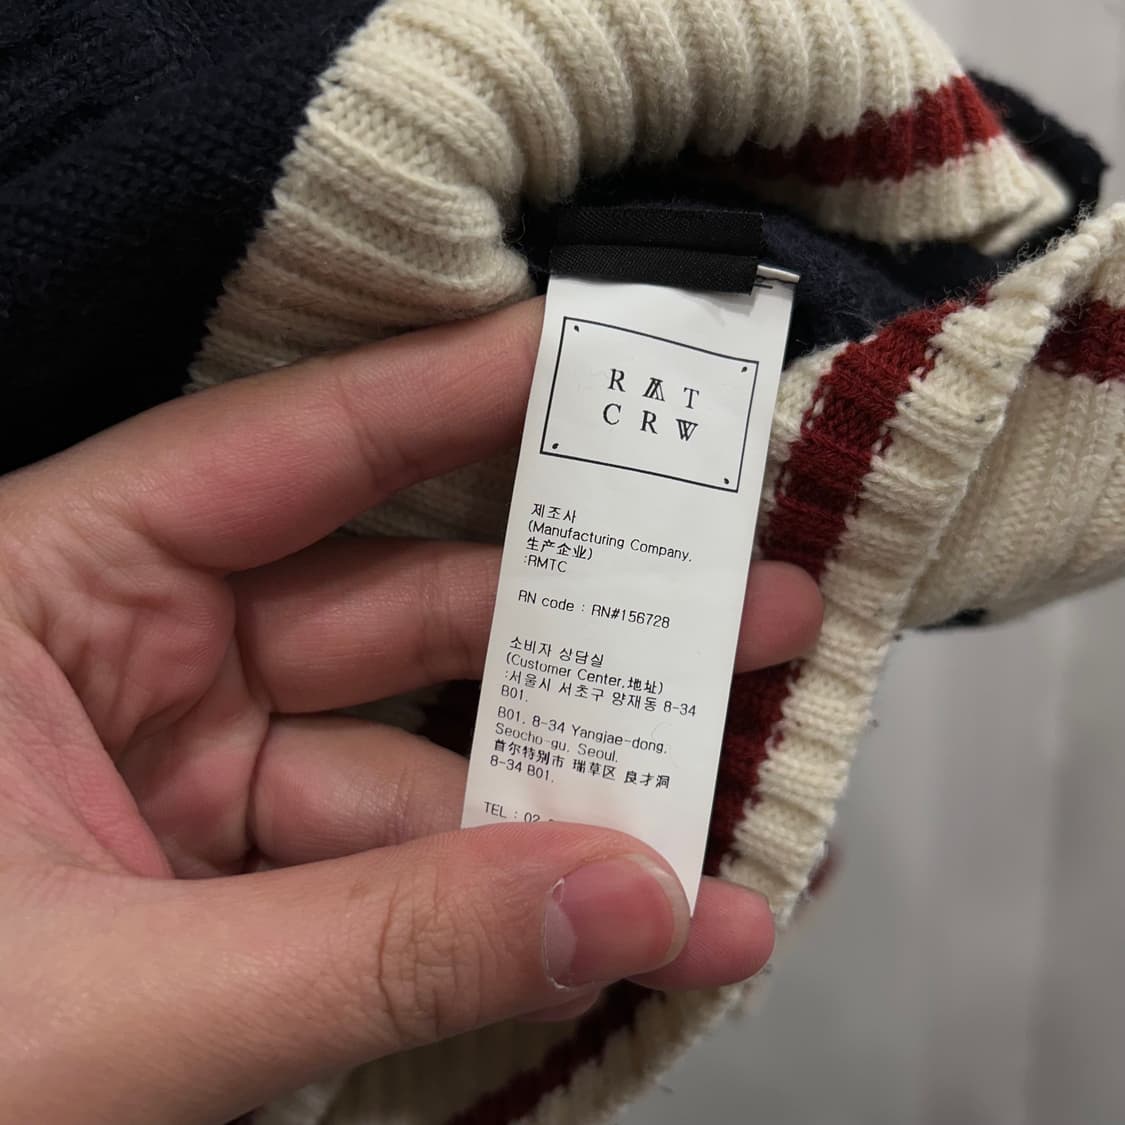 RAT
CRW
제조사
(Manufacturing Company,
生产企业)
:RMTC
RN code : RN#156728
소비자 상담실
(Customer Center,地址)
:서울시 서초구 양재동 8-34
B01,
B01, 8-34 Yangjae-dong,
Seocho-gu, Seoul,
首尔特别市 瑞草区 良才洞
8-34 B01,
TEL : 02